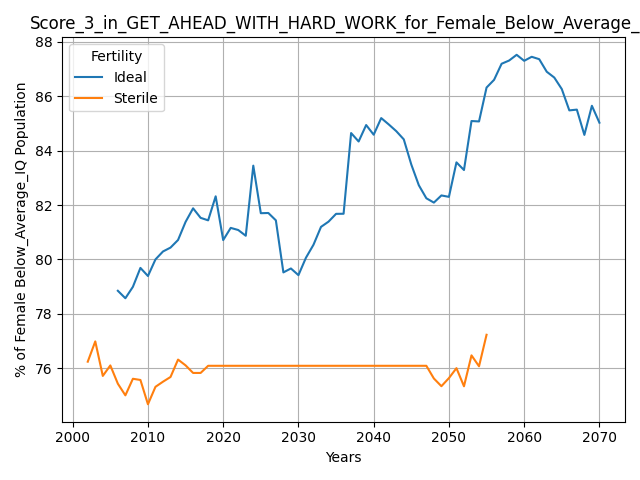 Score_3_in_GET_AHEAD_WITH_HARD_WORK_for_Female_Below_Average_
Fertility
Ideal
Sterile
% of Female Below_Average_IQ Population
88
86
84
82
80
78
76
2000
2010
2020
2030
2040
2050
2060
2070
Years